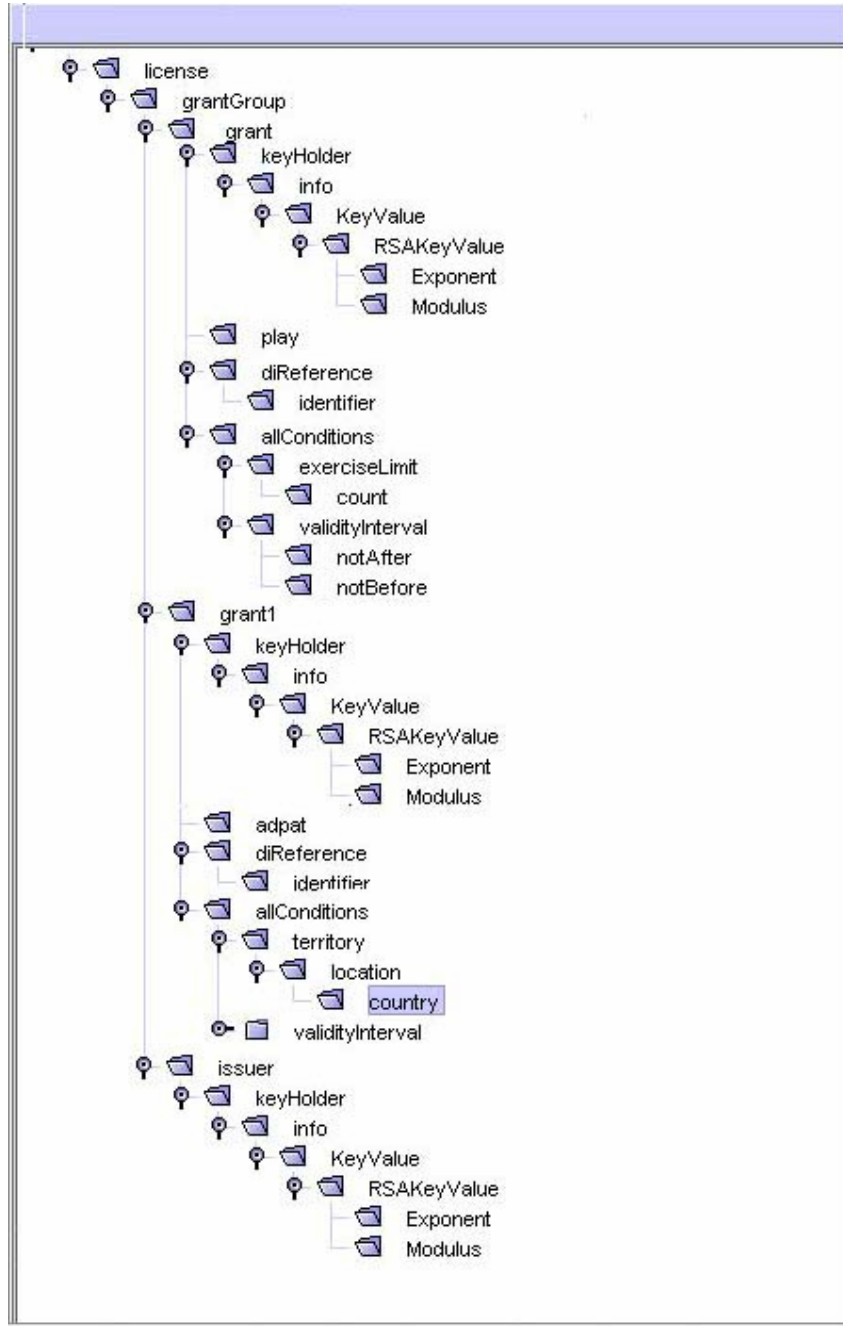 license
grantGroup
grant
keyHolder
info
KeyValue
RSAKeyValue
Exponent
Modulus
play
diReference
identifier
allConditions
exerciseLimit
count
validityInterval
notAfter
notBefore
grant1
keyHolder
info
KeyValue
RSAKeyValue
Exponent
Modulus
adpat
diReference
identifier
allConditions
territory
location
country
validityInterval
issuer
keyHolder
info
KeyValue
RSAKeyValue
Exponent
Modulus